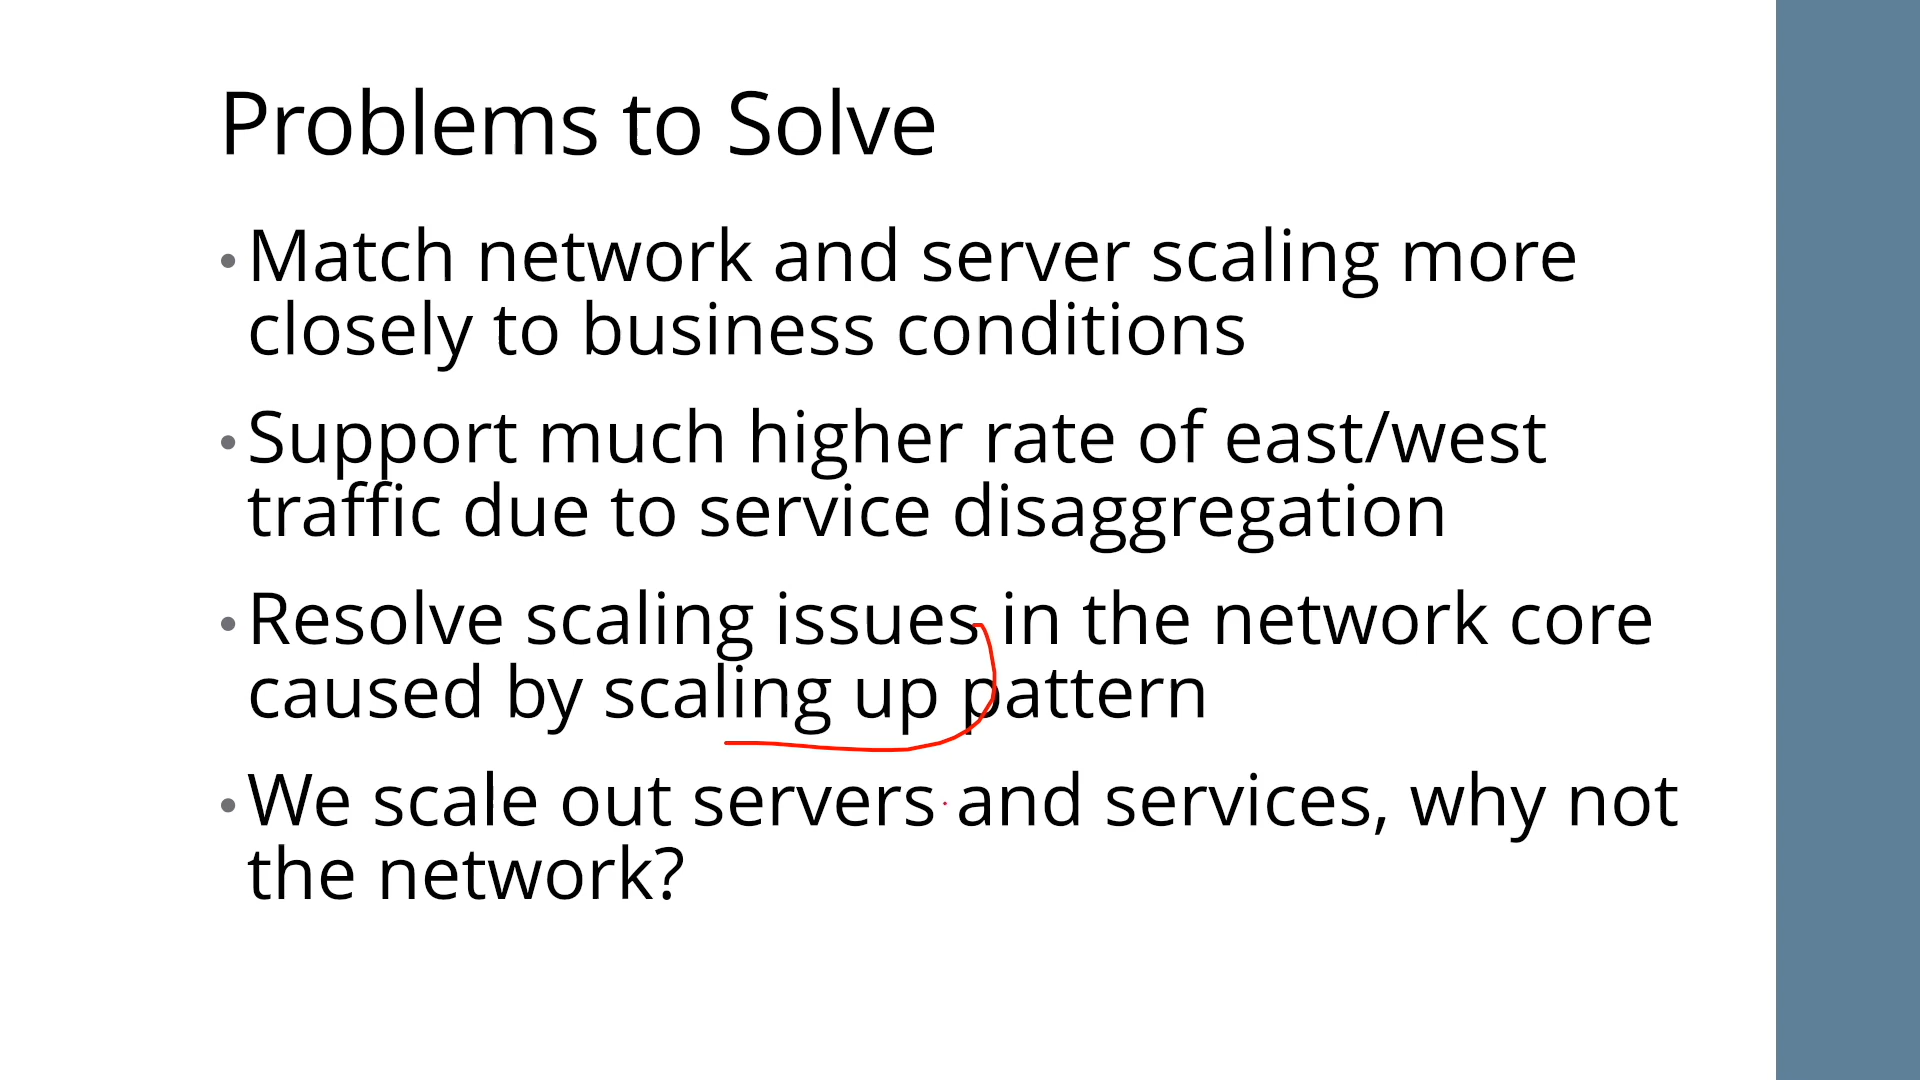 Problems to Solve
• Match network and server scaling more
closely to business conditions
• Support much higher rate of east/west
traffic due to service disaggregation
• Resolve scaling issues in the network core
caused by scaling up pattern
• We scale out servers and services, why not
the network?